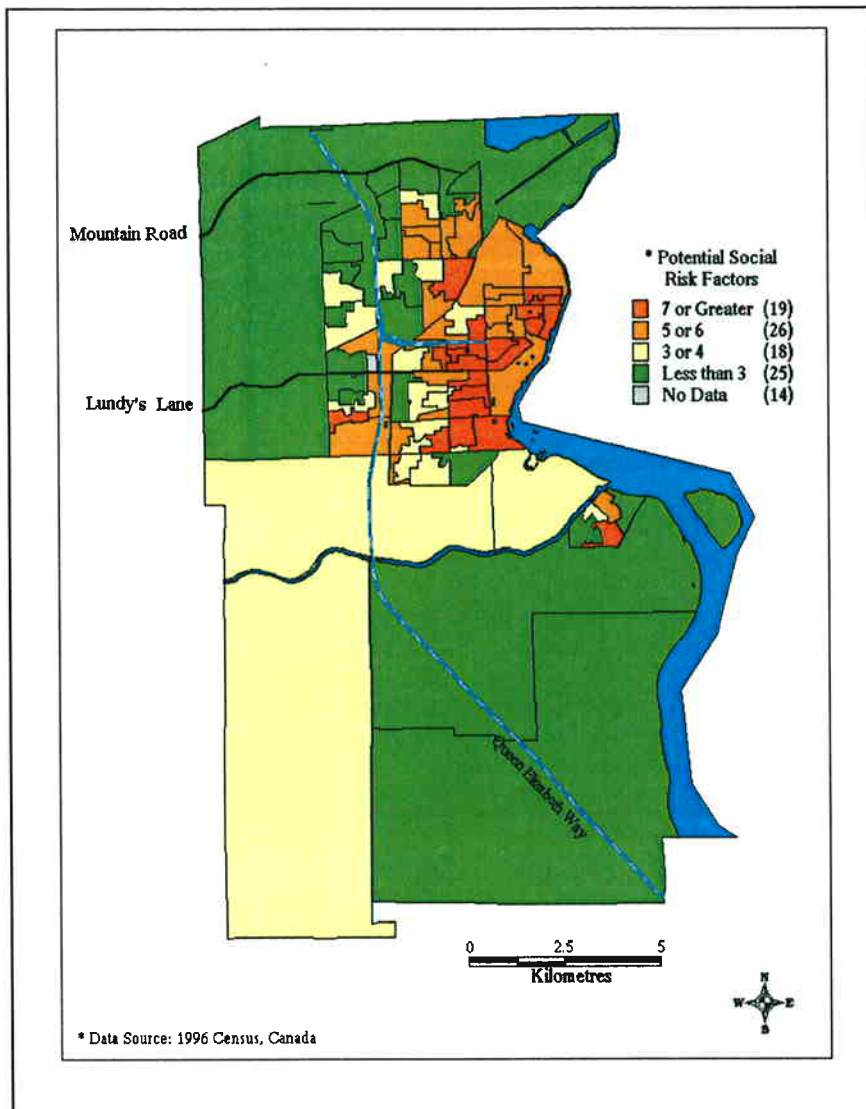 Mountain Road
* Potential Social
Risk Factors
7 or Greater (19)
5 or 6 (26)
3 or 4 (18)
Lundy's Lane
Less than 3 (25)
No Data (14)
Queen Elizabeth Way
0 2.5 5
Kilometres
N
W E
S
* Data Source: 1996 Census, Canada